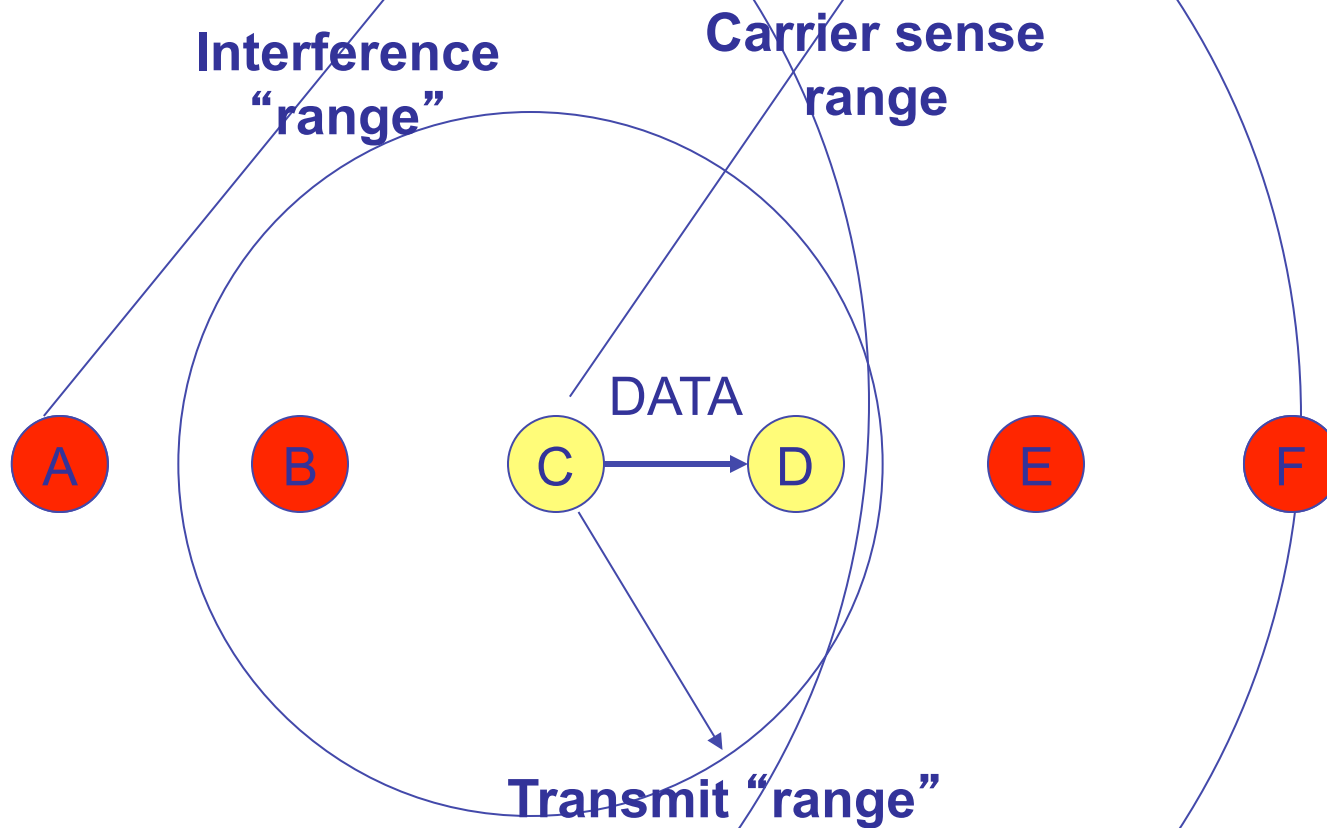 Interference
“range”
Carrier sense
range
DATA
A
B
C
D
E
F
Transmit “range”